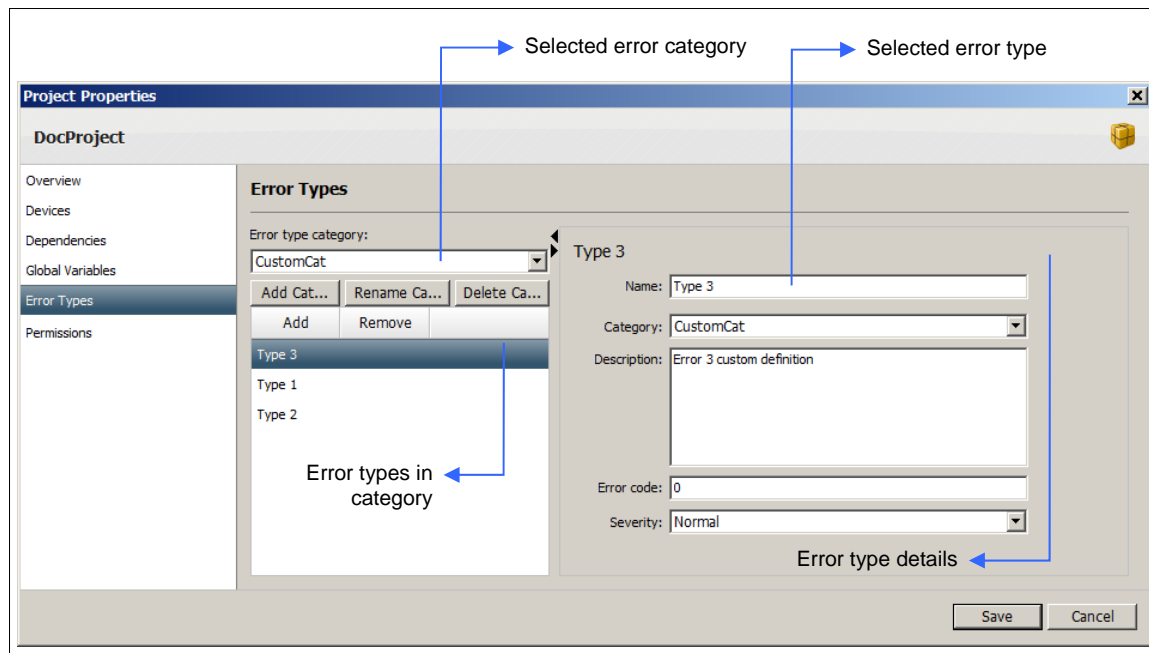 Selected error category
Selected error type
Project Properties
DocProject
Overview
Devices
Dependencies
Global Variables
Error Types
Permissions
Error Types
Error type category:
CustomCat
Add Cat... Rename Ca... Delete Ca...
Add Remove
Type 3
Type 1
Type 2
Error types in
category
Type 3
Name: Type 3
Category: CustomCat
Description: Error 3 custom definition
Error code: 0
Severity: Normal
Error type details
Save Cancel